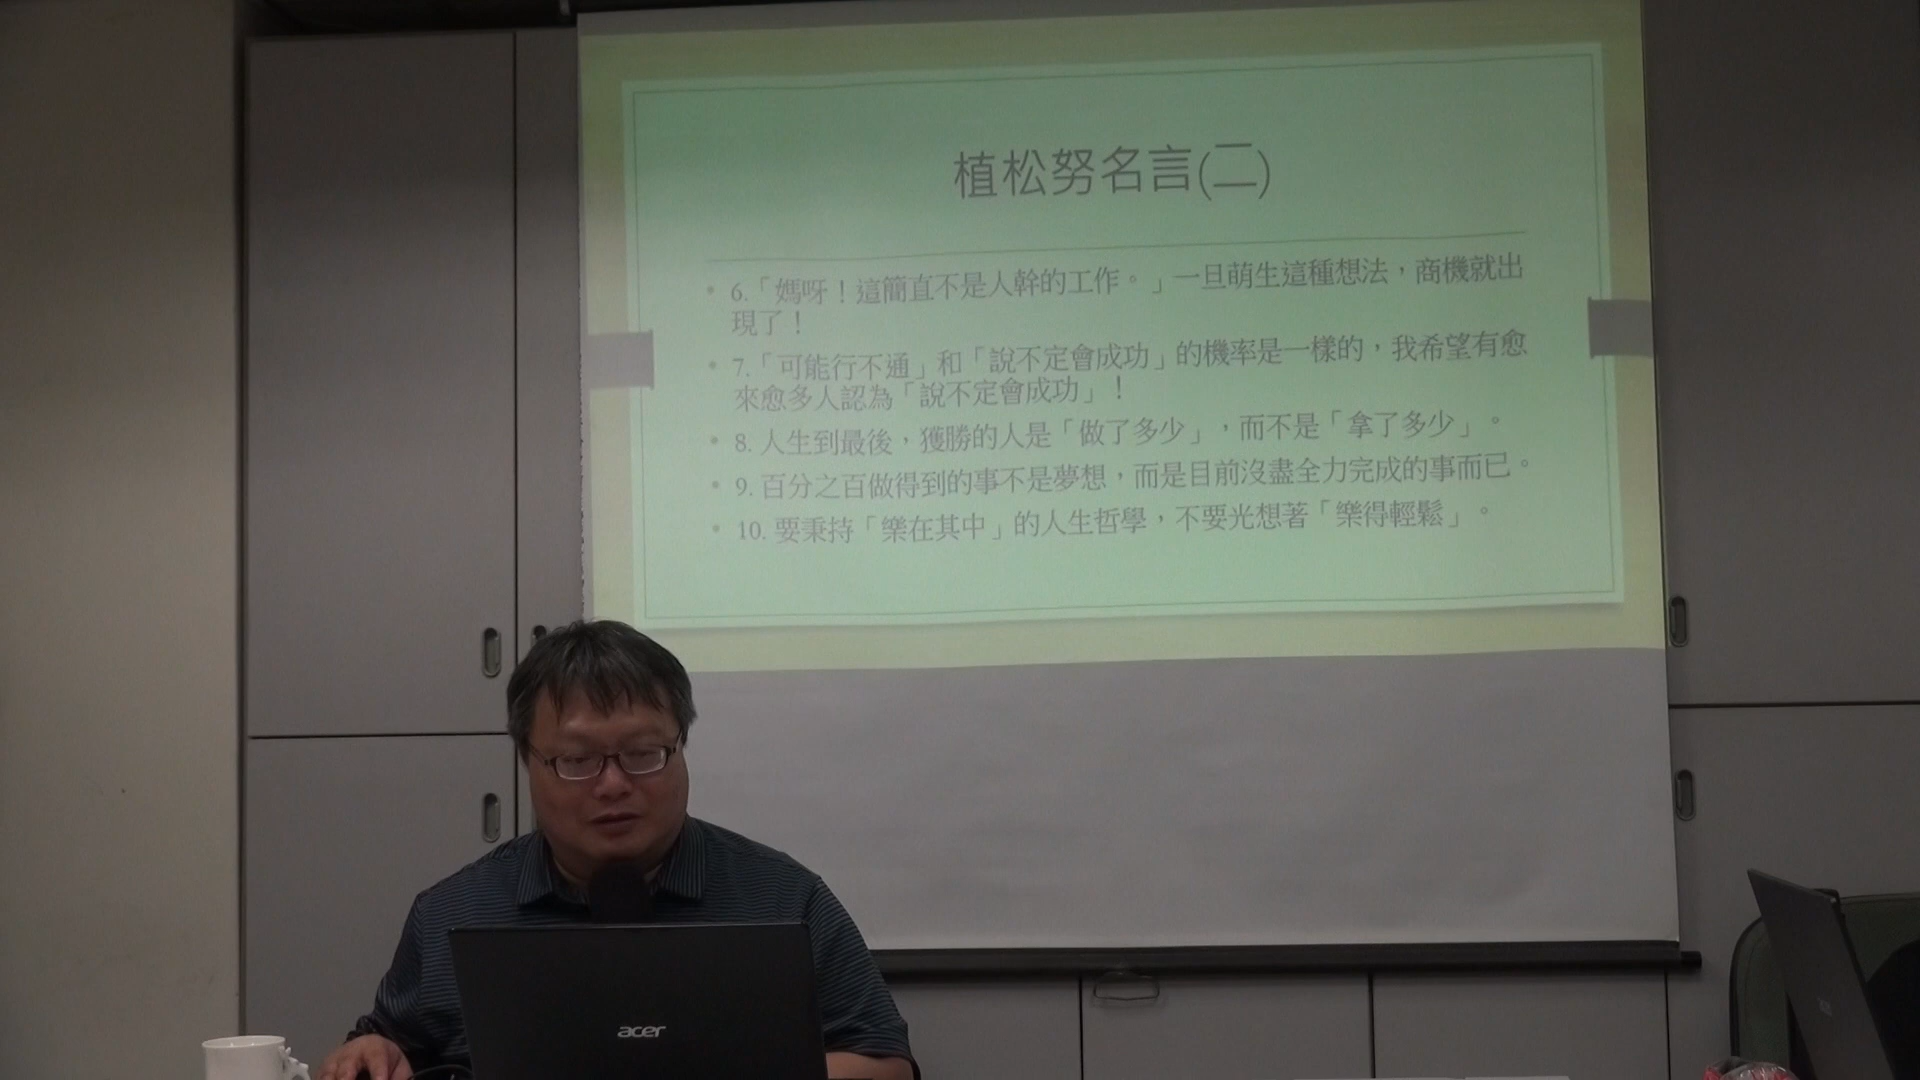 植松努名言(二)
• 6.「媽呀！這簡直不是人幹的工作。」一旦萌生這種想法，商機就出
現了！
• 7.「可能行不通」和「說不定會成功」的機率是一樣的，我希望有愈
來愈多人認為「說不定會成功」！
• 8. 人生到最後，獲勝的人是「做了多少」，而不是「拿了多少」。
• 9. 百分之百做得到的事不是夢想，而是目前沒盡全力完成的事而已。
• 10. 要秉持「樂在其中」的人生哲學，不要光想著「樂得輕鬆」。
acer